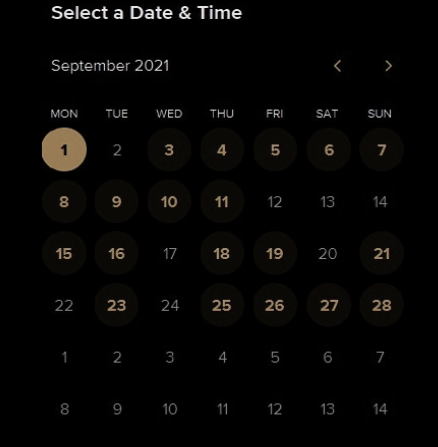 Select a Date & Time
September 2021
MON TUE WED THU FRI SAT SUN
1 2 3 4 5 6 7
8 9 10 11 12 13 14
15 16 17 18 19 20 21
22 23 24 25 26 27 28
1 2 3 4 5 6 7
8 9 10 11 12 13 14